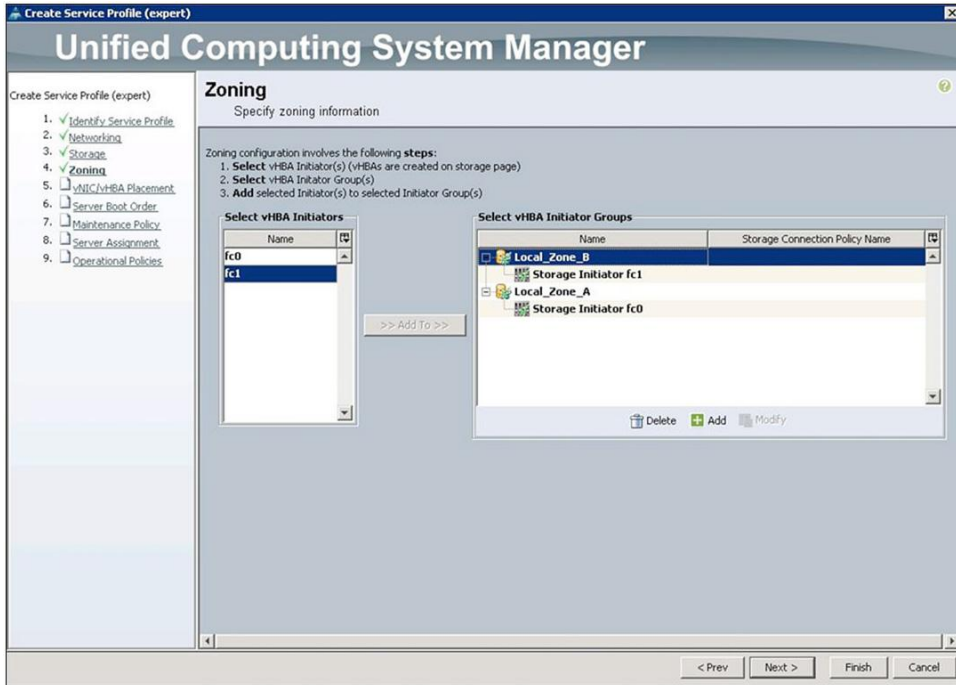 Create Service Profile (expert)
Unified Computing System Manager
Create Service Profile (expert)
1. Identify Service Profile
2. Networking
3. Storage
4. Zoning
5. vNIC/vHBA Placement
6. Server Boot Order
7. Maintenance Policy
8. Server Assignment
9. Operational Policies
Zoning
Specify zoning information
Zoning configuration involves the following steps:
1. Select vHBA Initiator(s) (vHBAs are created on storage page)
2. Select vHBA Initator Group(s)
3. Add selected Initiator(s) to selected Initiator Group(s)
Select vHBA Initiators
Name
fc0
fc1
>> Add To >>
Select vHBA Initiator Groups
Name Storage Connection Policy Name
Local_Zone_B
Storage Initiator fc1
Local_Zone_A
Storage Initiator fc0
Delete Add Modify
< Prev Next > Finish Cancel